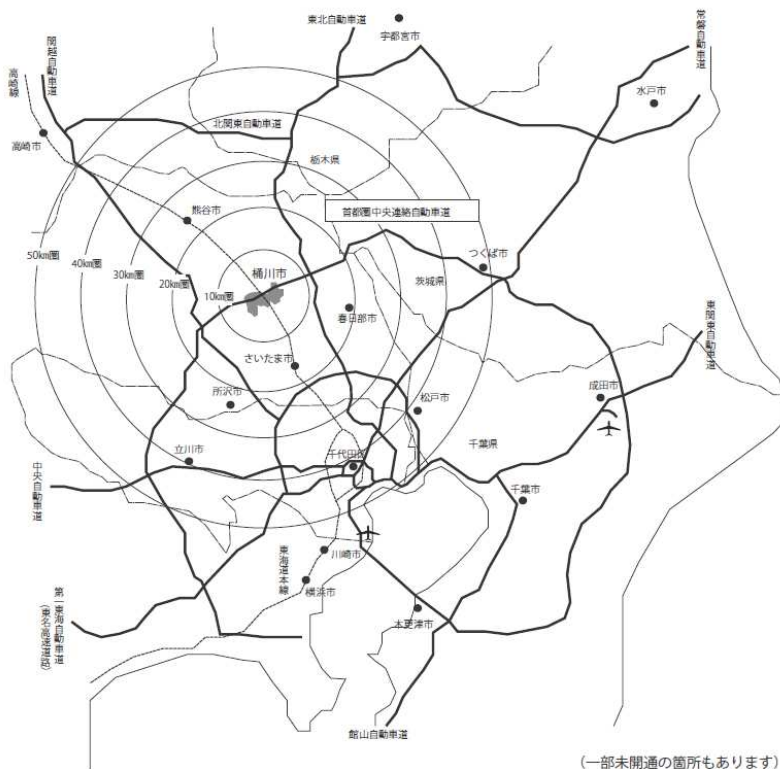 東北自動車道
宇都宮市
常磐自動車道
関越自動車道
高崎線
水戸市
北関東自動車道
高崎市
栃木県
熊谷市
首都圏中央連絡自動車道
50km圏
40km圏
30km圏
20km圏
10km圏
桶川市
つくば市
茨城県
春日部市
東関東自動車道
さいたま市
所沢市
松戸市
成田市
立川市
千代田区
千葉県
中央自動車道
千葉市
東海道本線
川崎市
横浜市
第一東海自動車道
(東名高速道路)
木更津市
館山自動車道
(一部未開通の箇所もあります)